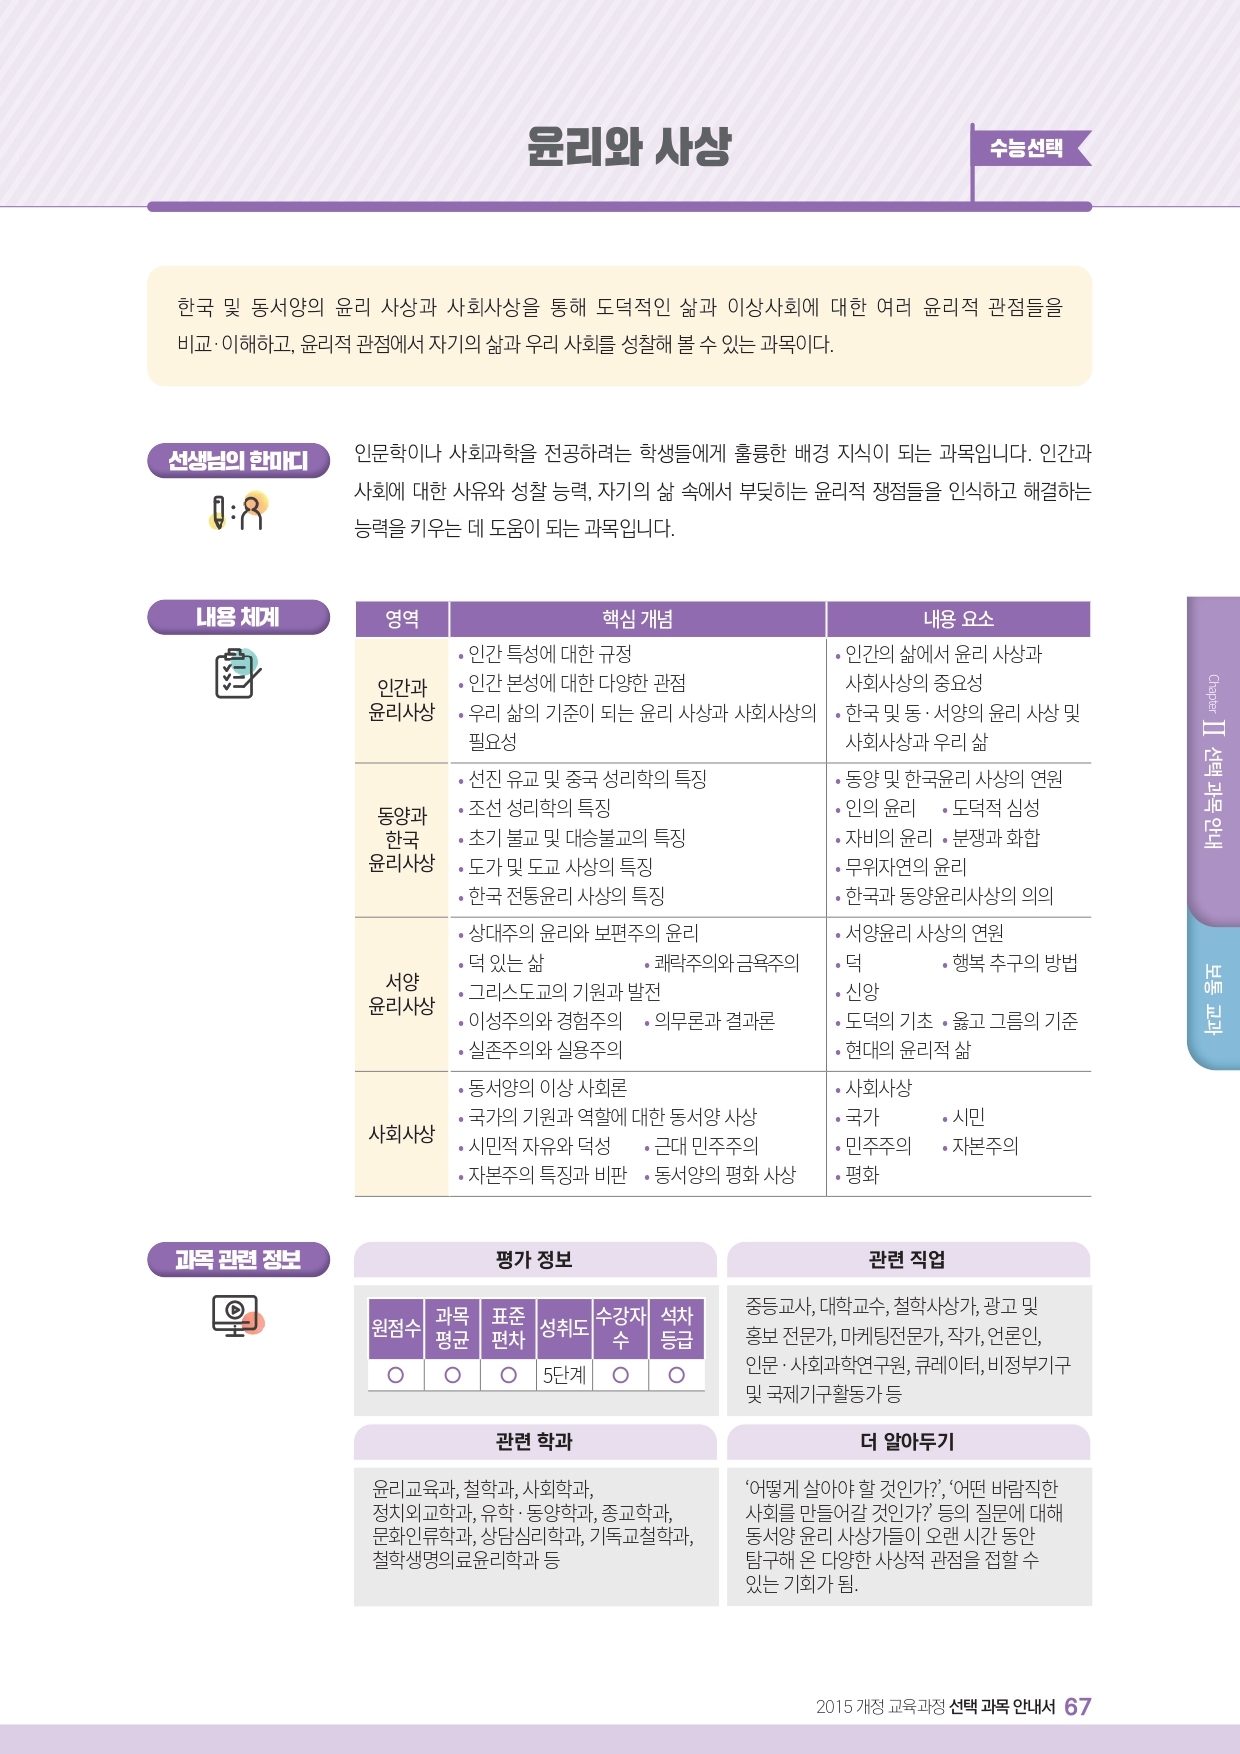 윤리와 사상
수능선택
한국 및 동서양의 윤리 사상과 사회사상을 통해 도덕적인 삶과 이상사회에 대한 여러 윤리적 관점들을
비교·이해하고, 윤리적 관점에서 자기의 삶과 우리 사회를 성찰해 볼 수 있는 과목이다.
선생님의 한마디
인문학이나 사회과학을 전공하려는 학생들에게 훌륭한 배경 지식이 되는 과목입니다. 인간과
사회에 대한 사유와 성찰 능력, 자기의 삶 속에서 부딪히는 윤리적 쟁점들을 인식하고 해결하는
능력을 키우는 데 도움이 되는 과목입니다.
내용 체계
영역 핵심 개념 내용 요소
인간과
윤리사상
• 인간 특성에 대한 규정
• 인간 본성에 대한 다양한 관점
• 우리 삶의 기준이 되는 윤리 사상과 사회사상의
필요성
• 인간의 삶에서 윤리 사상과
사회사상의 중요성
• 한국 및 동·서양의 윤리 사상 및
사회사상과 우리 삶
동양과
한국
윤리사상
• 선진 유교 및 중국 성리학의 특징
• 조선 성리학의 특징
• 초기 불교 및 대승불교의 특징
• 도가 및 도교 사상의 특징
• 한국 전통윤리 사상의 특징
• 동양 및 한국윤리 사상의 연원
• 인의 윤리 • 도덕적 심성
• 자비의 윤리 • 분쟁과 화합
• 무위자연의 윤리
• 한국과 동양윤리사상의 의의
서양
윤리사상
• 상대주의 윤리와 보편주의 윤리
• 덕 있는 삶 • 쾌락주의와 금욕주의
• 그리스도교의 기원과 발전
• 이성주의와 경험주의 • 의무론과 결과론
• 실존주의와 실용주의
• 서양윤리 사상의 연원
• 덕 • 행복 추구의 방법
• 신앙
• 도덕의 기초 • 옳고 그름의 기준
• 현대의 윤리적 삶
사회사상
• 동서양의 이상 사회론
• 국가의 기원과 역할에 대한 동서양 사상
• 시민적 자유와 덕성 • 근대 민주주의
• 자본주의 특징과 비판 • 동서양의 평화 사상
• 사회사상
• 국가 • 시민
• 민주주의 • 자본주의
• 평화
과목 관련 정보
평가 정보
원점수 과목 평균 표준 편차 성취도 수강자 수 석차 등급
○ ○ ○ 5단계 ○ ○
관련 직업
중등교사, 대학교수, 철학사상가, 광고 및
홍보 전문가, 마케팅전문가, 작가, 언론인,
인문·사회과학연구원, 큐레이터, 비정부기구
및 국제기구활동가 등
관련 학과
윤리교육과, 철학과, 사회학과,
정치외교학과, 유학·동양학과, 종교학과,
문화인류학과, 상담심리학과, 기독교철학과,
철학생명의료윤리학과 등
더 알아두기
‘어떻게 살아야 할 것인가?’, ‘어떤 바람직한
사회를 만들어갈 것인가?’ 등의 질문에 대해
동서양 윤리 사상가들이 오랜 시간 동안
탐구해 온 다양한 사상적 관점을 접할 수
있는 기회가 됨.
Chapter Ⅱ 선택 과목 안내
보통 교과
2015 개정 교육과정 선택 과목 안내서 67